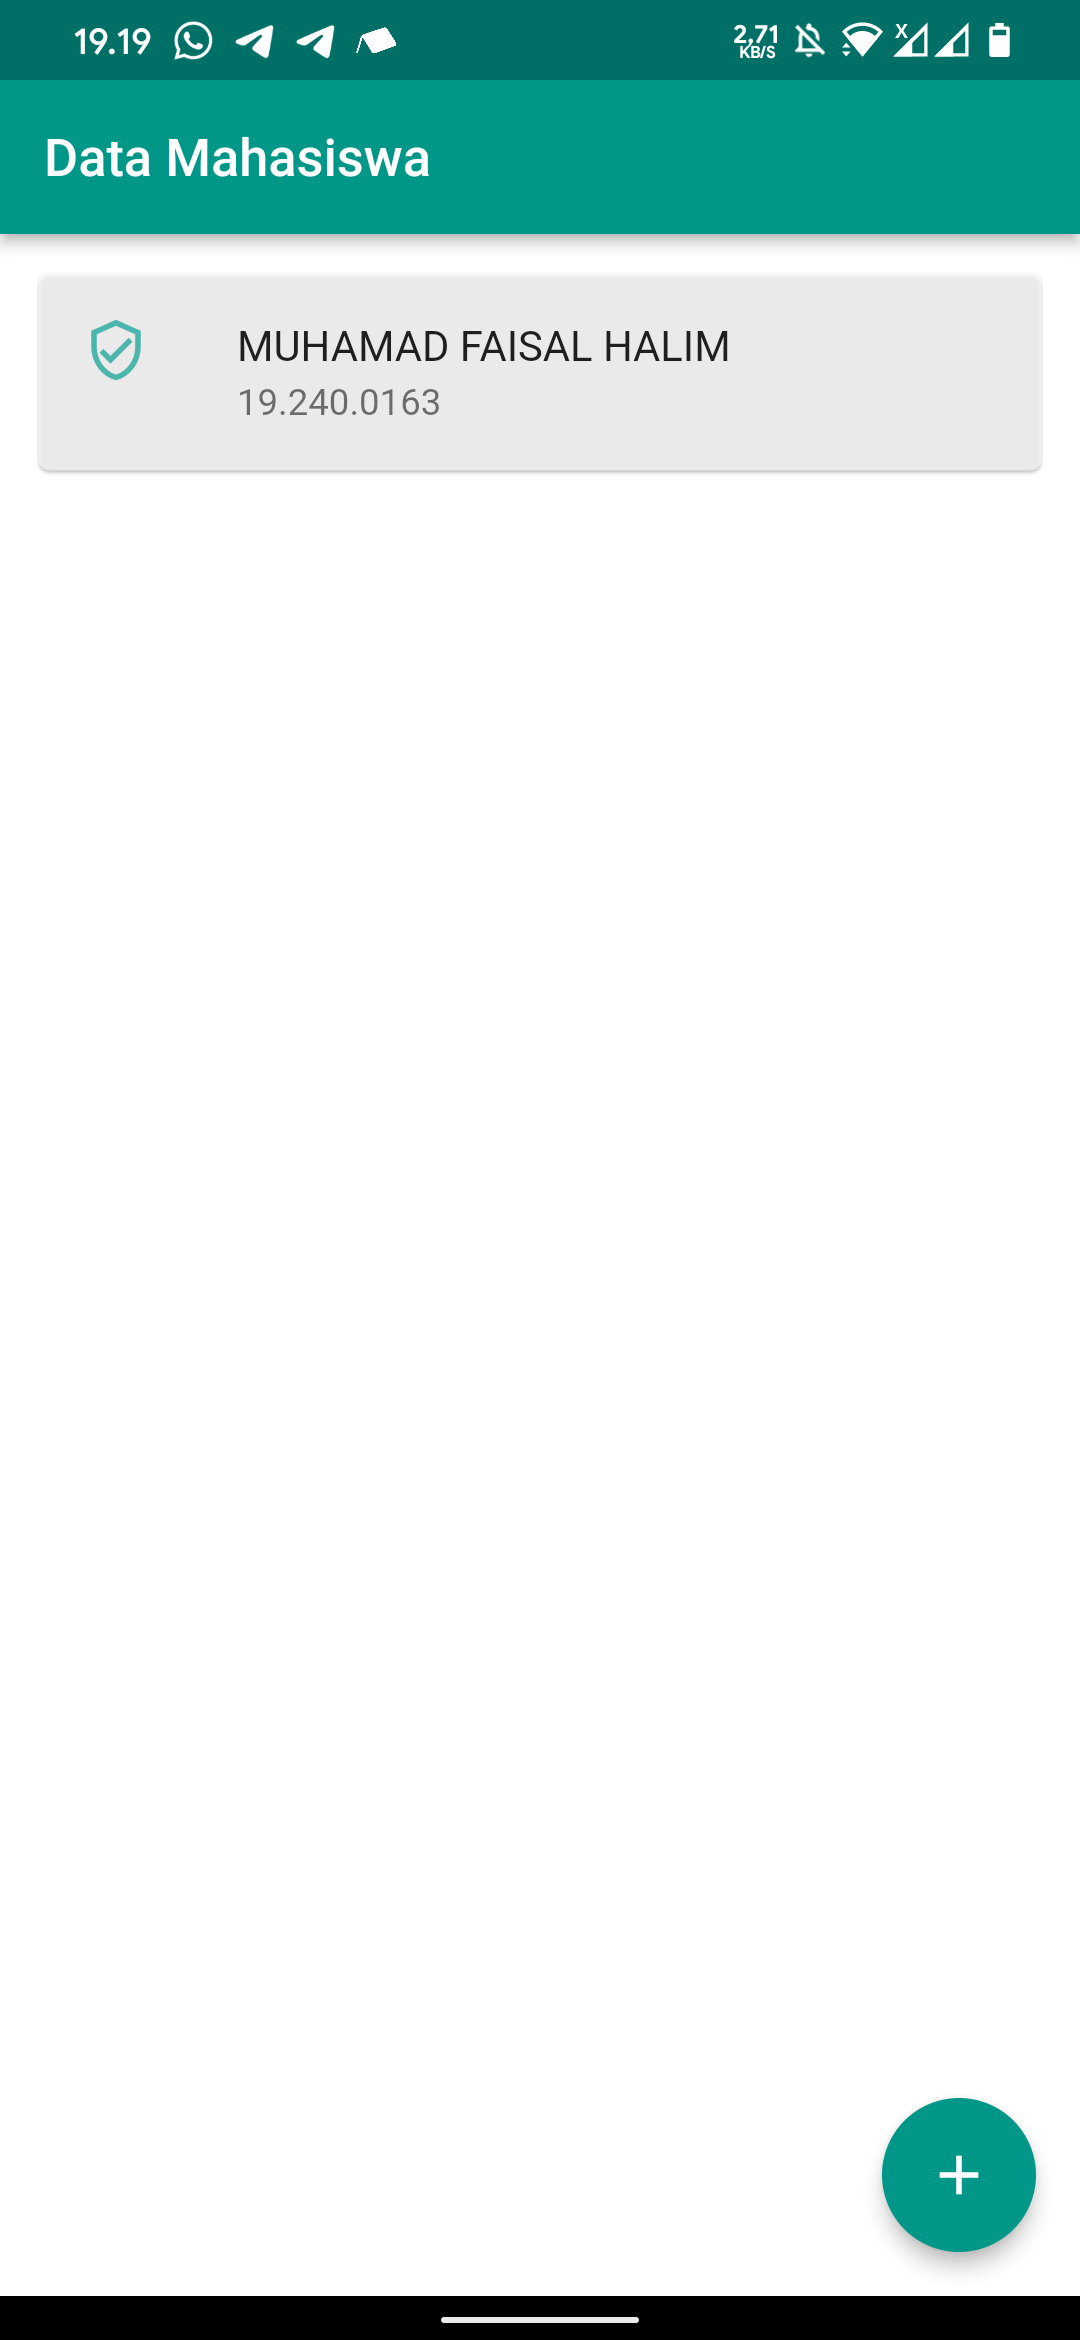 19.19
2,71
KB/S
X
Data Mahasiswa
MUHAMAD FAISAL HALIM
19.240.0163